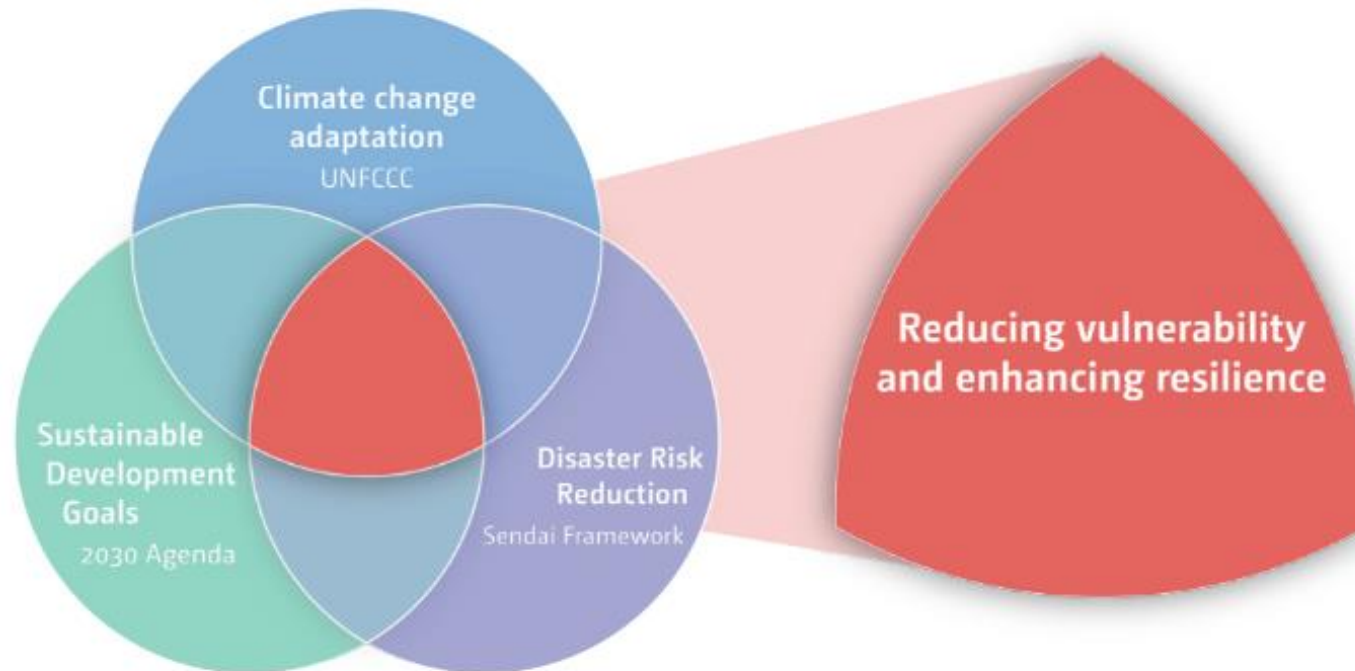 Climate change
adaptation
UNFCCC
Sustainable
Development
Goals
2030 Agenda
Disaster Risk
Reduction
Sendai Framework
Reducing vulnerability
and enhancing resilience